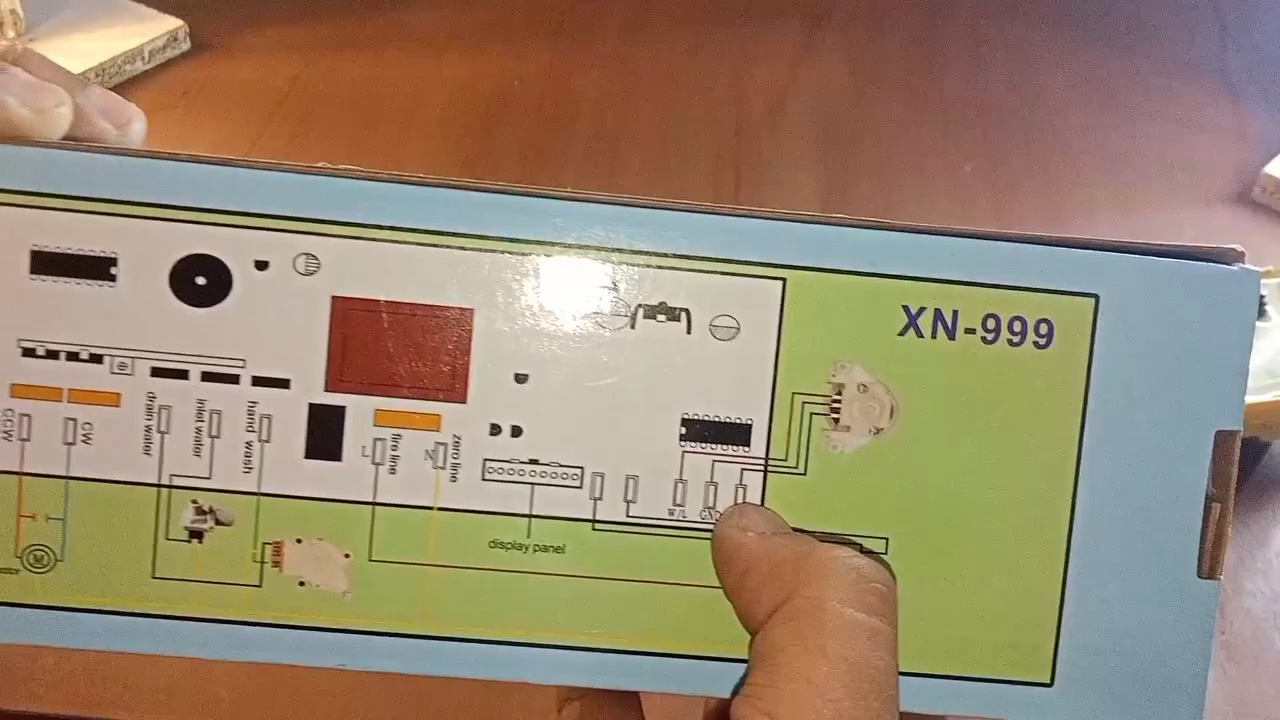 XN-999
CCW
CW
drain water
inlet water
hand wash
L
fire line
N
zero line
W/L
GND
display panel
M